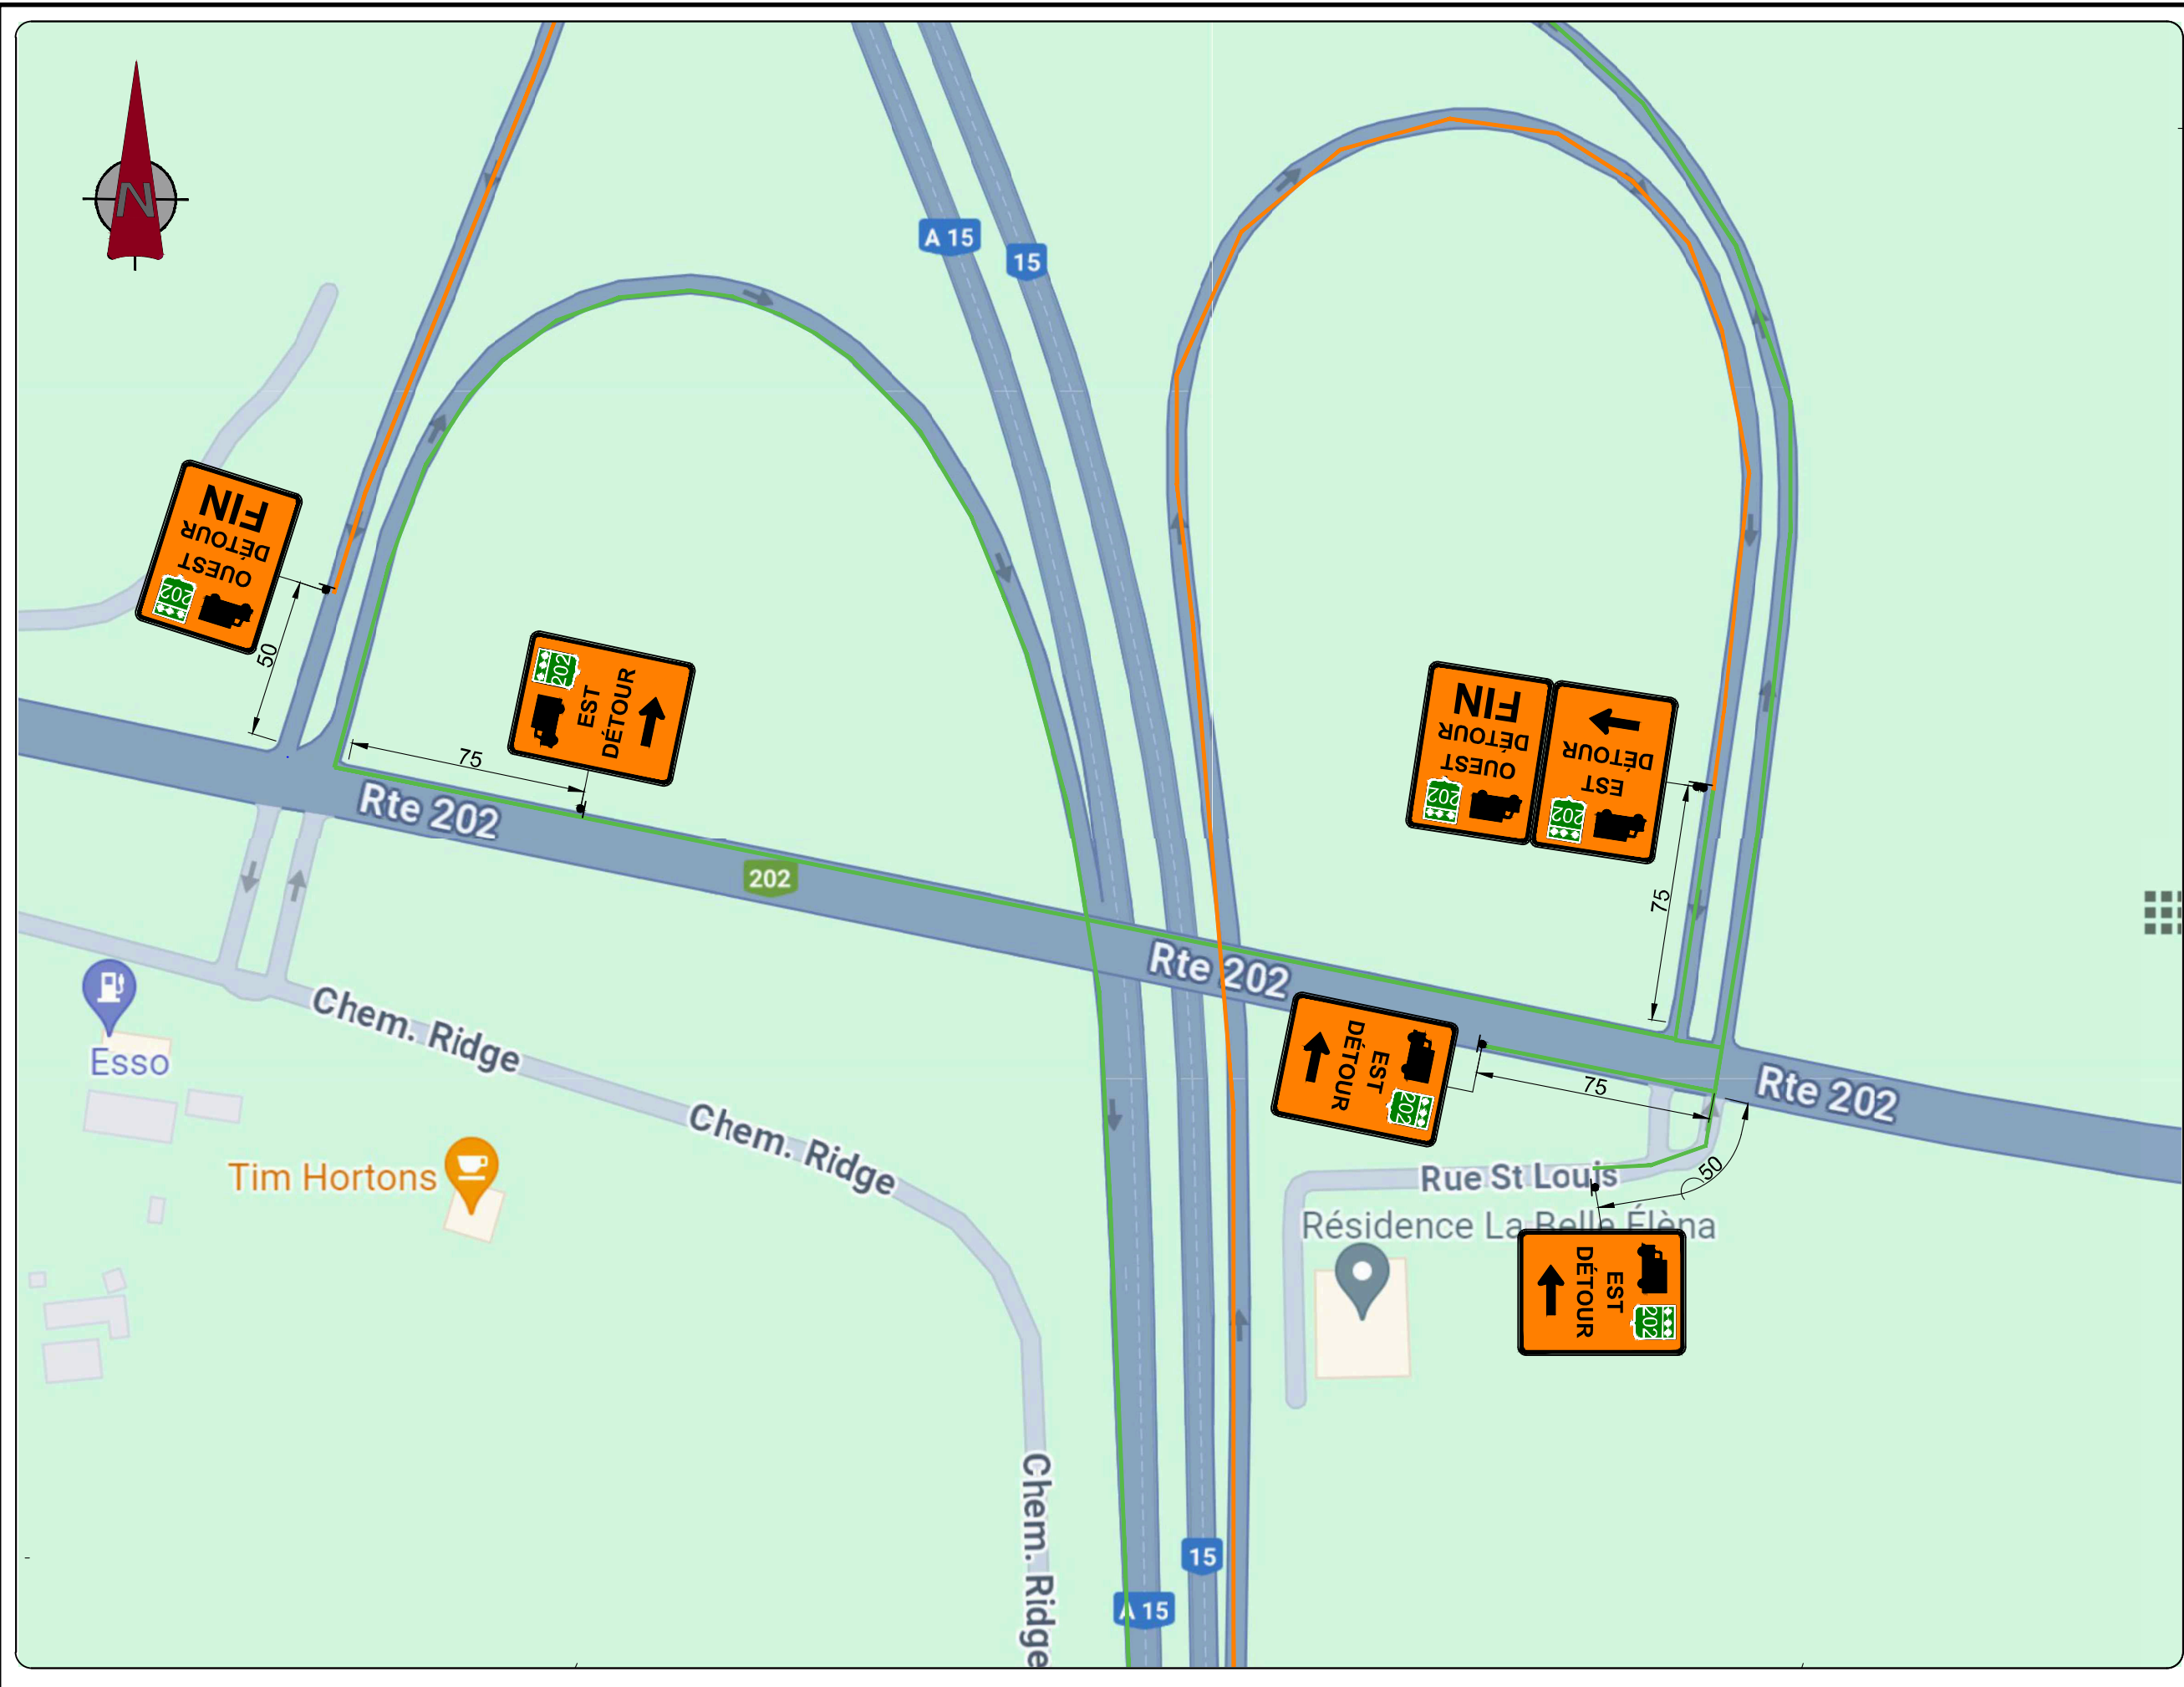 N
A 15
15
FIN
DÉTOUR
OUEST
202
50
202
EST
DÉTOUR
75
Rte 202
202
FIN
DÉTOUR
OUEST
202
DÉTOUR
EST
202
75
Rte 202
Esso
Chem. Ridge
DÉTOUR
EST
202
75
Rte 202
Chem. Ridge
Tim Hortons
Rue St Louis
50
Résidence La Belle Élèna
DÉTOUR
EST
202
Chem. Ridge
15
A 15